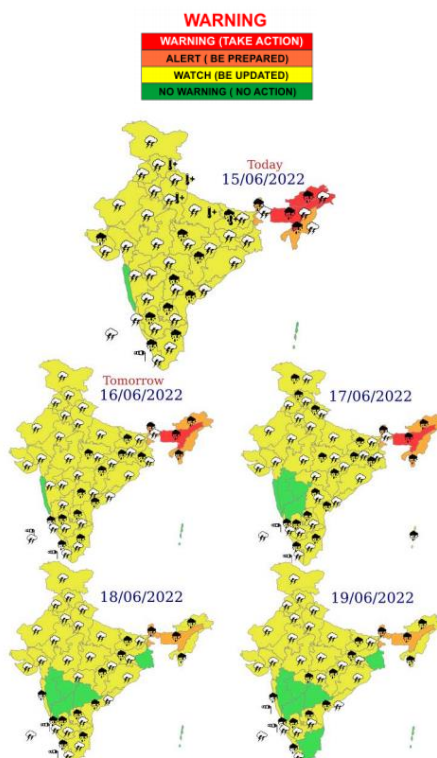 WARNING
WARNING (TAKE ACTION)
ALERT ( BE PREPARED)
WATCH (BE UPDATED)
NO WARNING ( NO ACTION)
Today
15/06/2022
Tomorrow
16/06/2022
17/06/2022
18/06/2022
19/06/2022